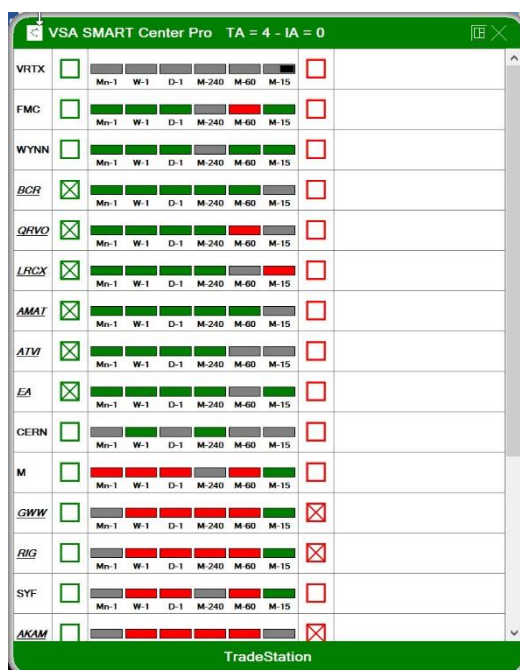 VSA SMART Center Pro TA = 4 - IA = 0
VRTX
Mn-1 W-1 D-1 M-240 M-60 M-15
FMC
Mn-1 W-1 D-1 M-240 M-60 M-15
WYNN
Mn-1 W-1 D-1 M-240 M-60 M-15
BCR
Mn-1 W-1 D-1 M-240 M-60 M-15
QRVO
Mn-1 W-1 D-1 M-240 M-60 M-15
LRCX
Mn-1 W-1 D-1 M-240 M-60 M-15
AMAT
Mn-1 W-1 D-1 M-240 M-60 M-15
ATVI
Mn-1 W-1 D-1 M-240 M-60 M-15
EA
Mn-1 W-1 D-1 M-240 M-60 M-15
CERN
Mn-1 W-1 D-1 M-240 M-60 M-15
M
Mn-1 W-1 D-1 M-240 M-60 M-15
GWW
Mn-1 W-1 D-1 M-240 M-60 M-15
RIG
Mn-1 W-1 D-1 M-240 M-60 M-15
SYF
Mn-1 W-1 D-1 M-240 M-60 M-15
AKAM
TradeStation